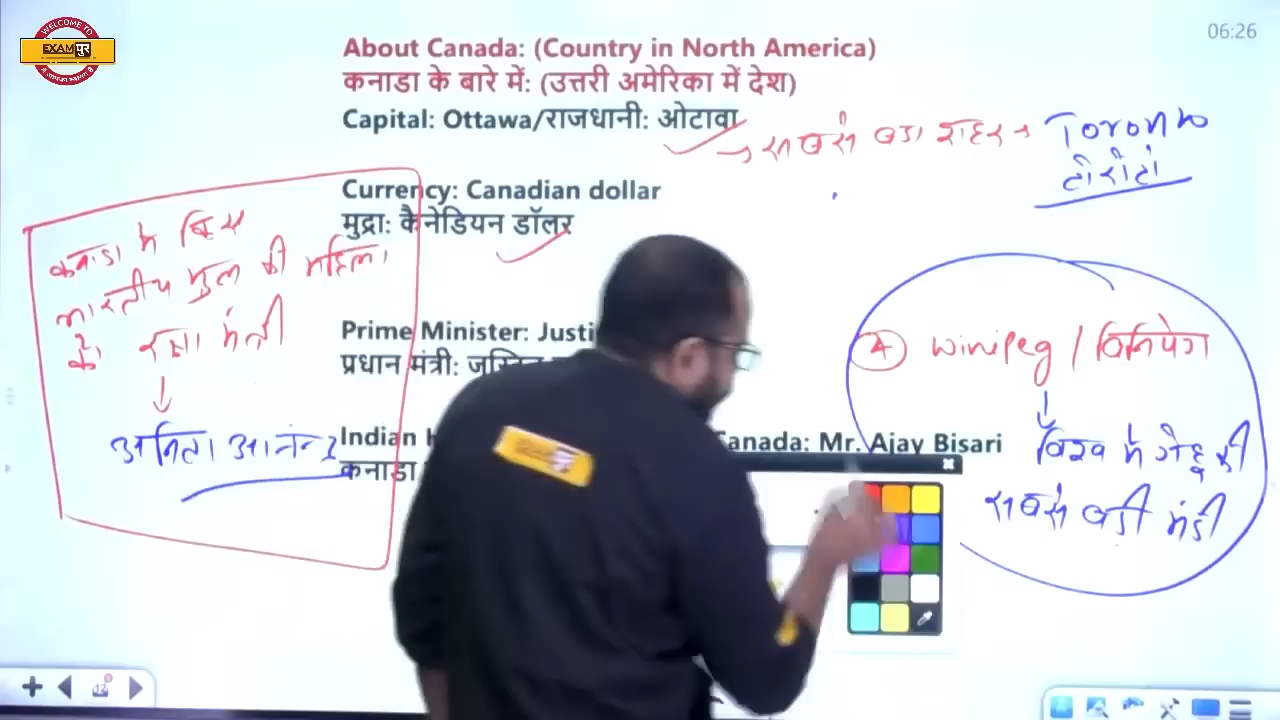 WELCOME TO
EXAM पुर
06:26
About Canada: (Country in North America)
कनाडा के बारे में: (उत्तरी अमेरिका में देश)
Capital: Ottawa/राजधानी: ओटावा
→ सबसे बडा शहर → Toronto
टोरोंटो
Currency: Canadian dollar
मुद्रा: कैनेडियन डॉलर
कनाडा में किस
भारतीय मुल की महिला
को रक्षा मंत्री
↓
अनिता आनन्द
Prime Minister: Justi
प्रधान मंत्री: जस्टिन
Indian
Canada: Mr. Ajay Bisari
कनाडा
④ Winipeg / विनिपेग
↓
विश्व में गेहू की
सबसे बडी मंडी